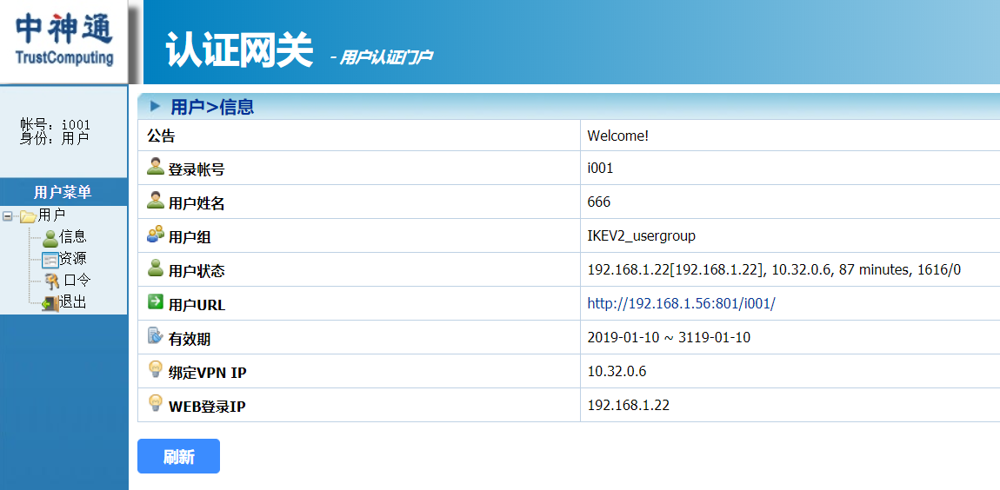 中神通
TrustComputing
认证网关 - 用户认证门户
帐号：i001
身份：用户
用户菜单
用户
信息
资源
口令
退出
用户>信息
公告 Welcome!
登录帐号 i001
用户姓名 666
用户组 IKEV2_usergroup
用户状态 192.168.1.22[192.168.1.22], 10.32.0.6, 87 minutes, 1616/0
用户URL http://192.168.1.56:801/i001/
有效期 2019-01-10 ~ 3119-01-10
绑定VPN IP 10.32.0.6
WEB登录IP 192.168.1.22
刷新